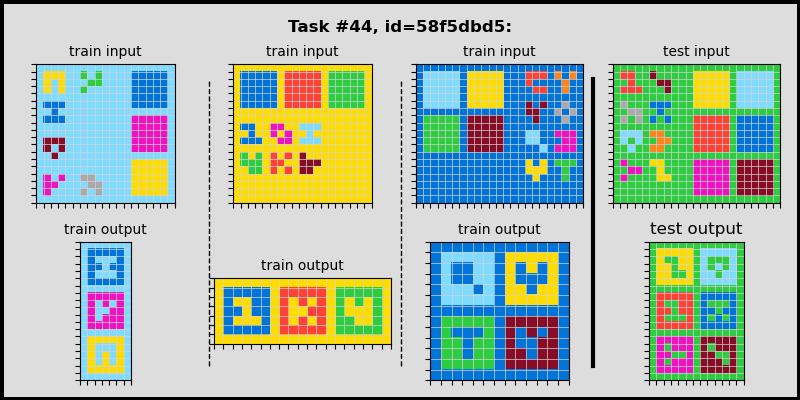 Task #44, id=58f5dbd5:
train input
train input
train input
test input
train output
train output
train output
test output